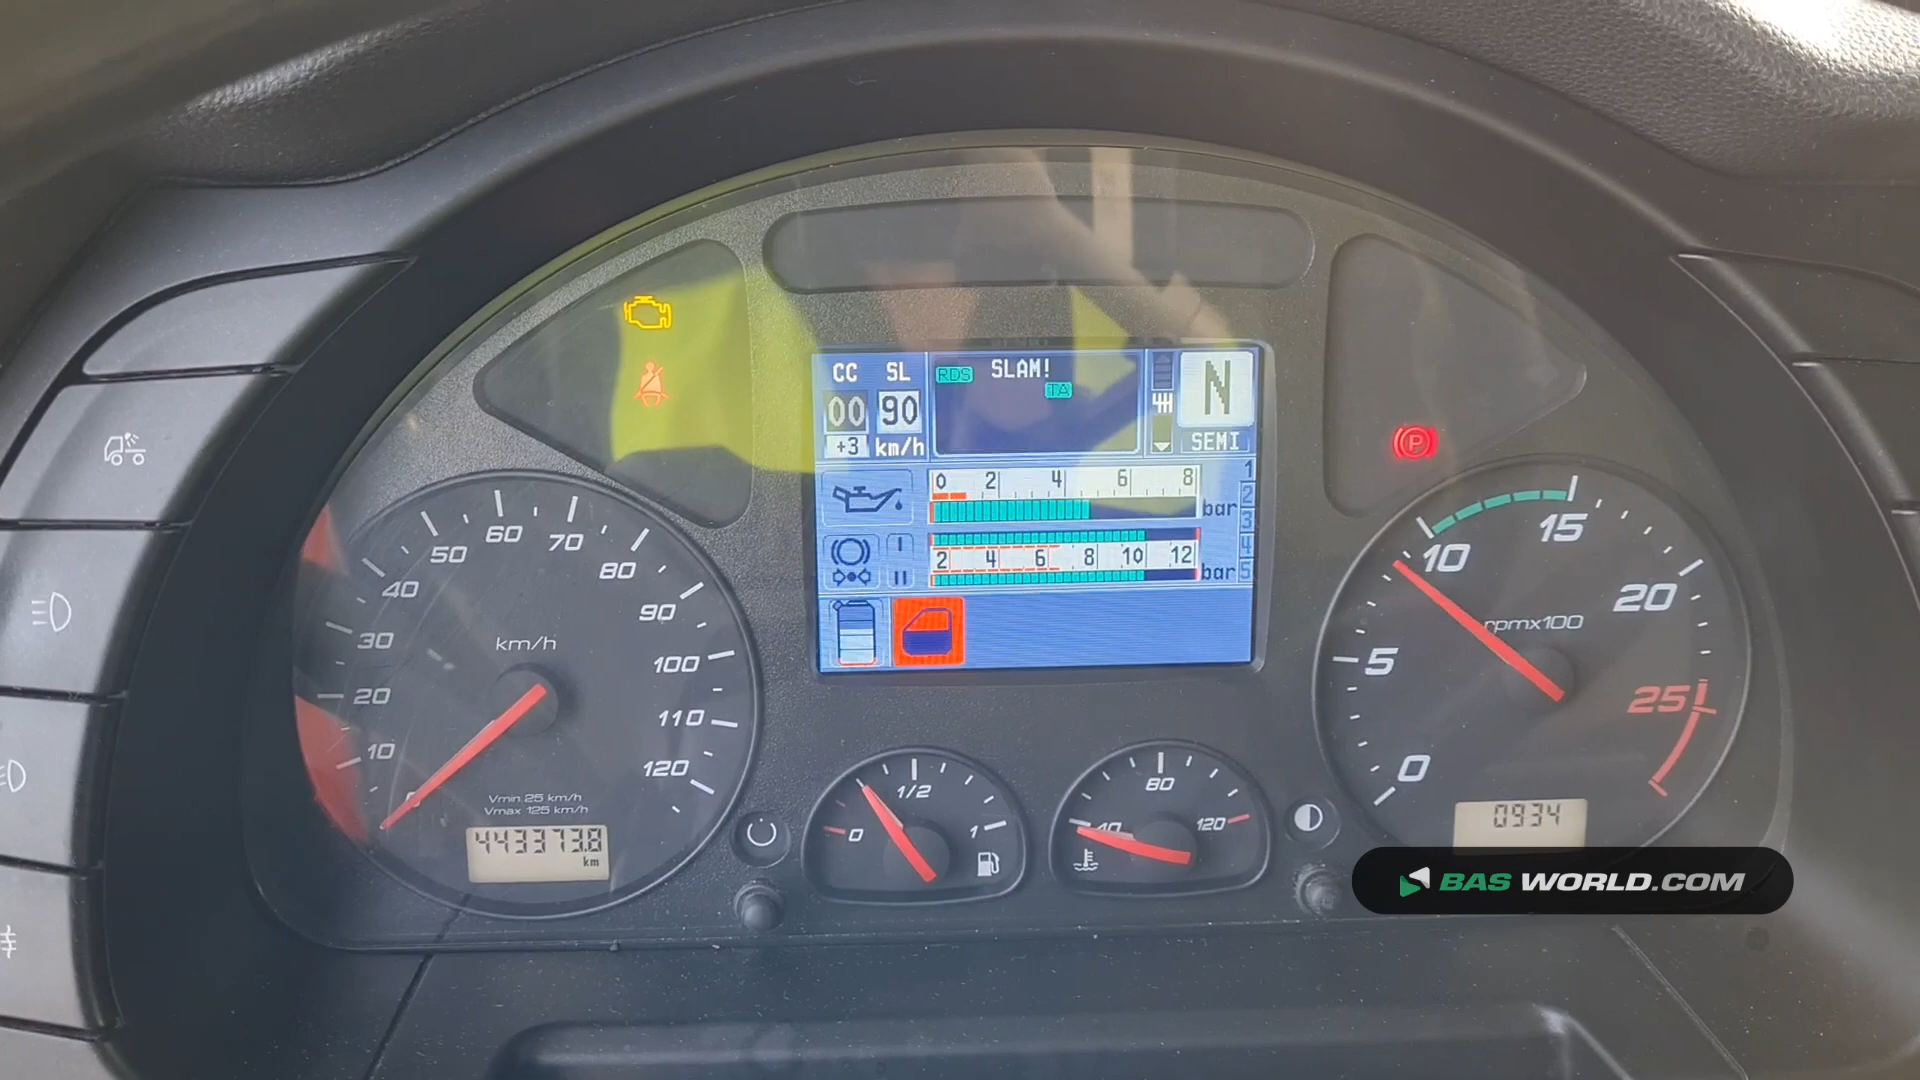 CC SL
00 90
+3 km/h
RDS SLAM!
TA
4H
N
SEMI
0 2 4 6 8
bar
I
II
2 4 6 8 10 12
bar
1
2
3
4
5
0 10 20 30 40 50 60 70 80 90 100 110 120
km/h
Vmin 25 km/h
Vmax 125 km/h
443373.8
km
0 1/2 1
40 80 120
P
0 5 10 15 20 25
rpmx100
0934
BAS WORLD.COM